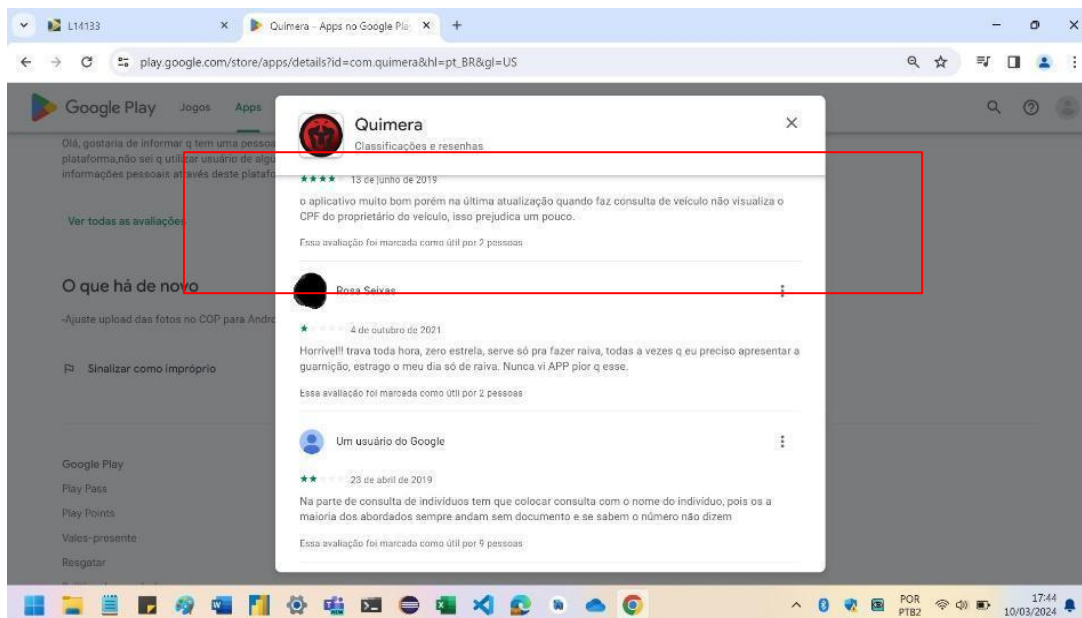 L14133
Quimera - Apps no Google Pla
play.google.com/store/apps/details?id=com.quimera&hl=pt_BR&gl=US
Google Play Jogos Apps
Olá, gostaria de informar q tem uma pessoa
plataforma,não sei q utilizar usuário de algu
informações pessoais através deste platafo
Ver todas as avaliações
O que há de novo
-Ajuste upload das fotos no COP para Andro
Sinalizar como impróprio
Google Play
Play Pass
Play Points
Vales-presente
Resgatar
Quimera
Classificações e resenhas
13 de junho de 2019
o aplicativo muito bom porém na última atualização quando faz consulta de veículo não visualiza o
CPF do proprietário do veículo, isso prejudica um pouco.
Essa avaliação foi marcada como útil por 2 pessoas
Rosa Seixas
4 de outubro de 2021
Horrível!! trava toda hora, zero estrela, serve só pra fazer raiva, todas a vezes q eu preciso apresentar a
guarnição, estrago o meu dia só de raiva. Nunca vi APP pior q esse.
Essa avaliação foi marcada como útil por 2 pessoas
Um usuário do Google
23 de abril de 2019
Na parte de consulta de indivíduos tem que colocar consulta com o nome do indivíduo, pois os a
maioria dos abordados sempre andam sem documento e se sabem o número não dizem
Essa avaliação foi marcada como útil por 9 pessoas
POR
PTB2
17:44
10/03/2024